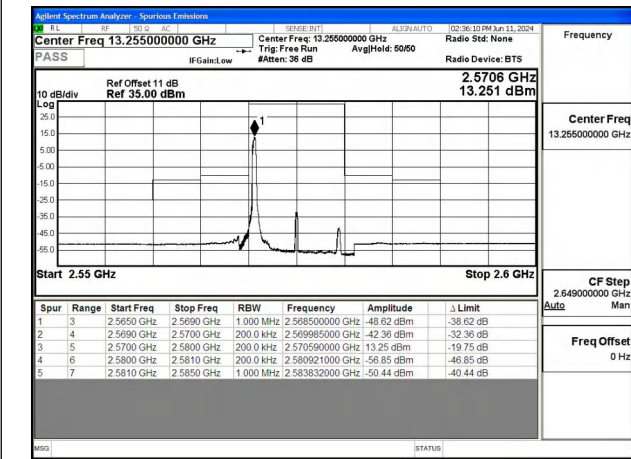 Agilent Spectrum Analyzer - Spurious Emissions
RL RF 50 Ω AC SENSE:INT ALIGN AUTO 02:36:10 PM Jun 11, 2024
Center Freq 13.255000000 GHz
Center Freq: 13.255000000 GHz
Radio Std: None
Trig: Free Run Avg|Hold: 50/50
PASS
IFGain:Low
#Atten: 36 dB
Radio Device: BTS
Frequency
Ref Offset 11 dB
2.5706 GHz
10 dB/div Ref 35.00 dBm
13.251 dBm
Log
25.0
15.0
5.00
-5.00
-15.0
-25.0
-35.0
-45.0
-55.0
1
Start 2.55 GHz
Stop 2.6 GHz
Center Freq
13.255000000 GHz
CF Step
2.649000000 GHz
Auto Man
Freq Offset
0 Hz
Spur Range Start Freq Stop Freq RBW Frequency Amplitude Δ Limit
1 3 2.5650 GHz 2.5690 GHz 1.000 MHz 2.568500000 GHz -48.62 dBm -38.62 dB
2 4 2.5690 GHz 2.5700 GHz 200.0 kHz 2.569985000 GHz -42.36 dBm -32.36 dB
3 5 2.5700 GHz 2.5800 GHz 200.0 kHz 2.570590000 GHz 13.25 dBm -19.75 dB
4 6 2.5800 GHz 2.5810 GHz 200.0 kHz 2.580921000 GHz -56.85 dBm -46.85 dB
5 7 2.5810 GHz 2.5850 GHz 1.000 MHz 2.583832000 GHz -50.44 dBm -40.44 dB
MSG
STATUS